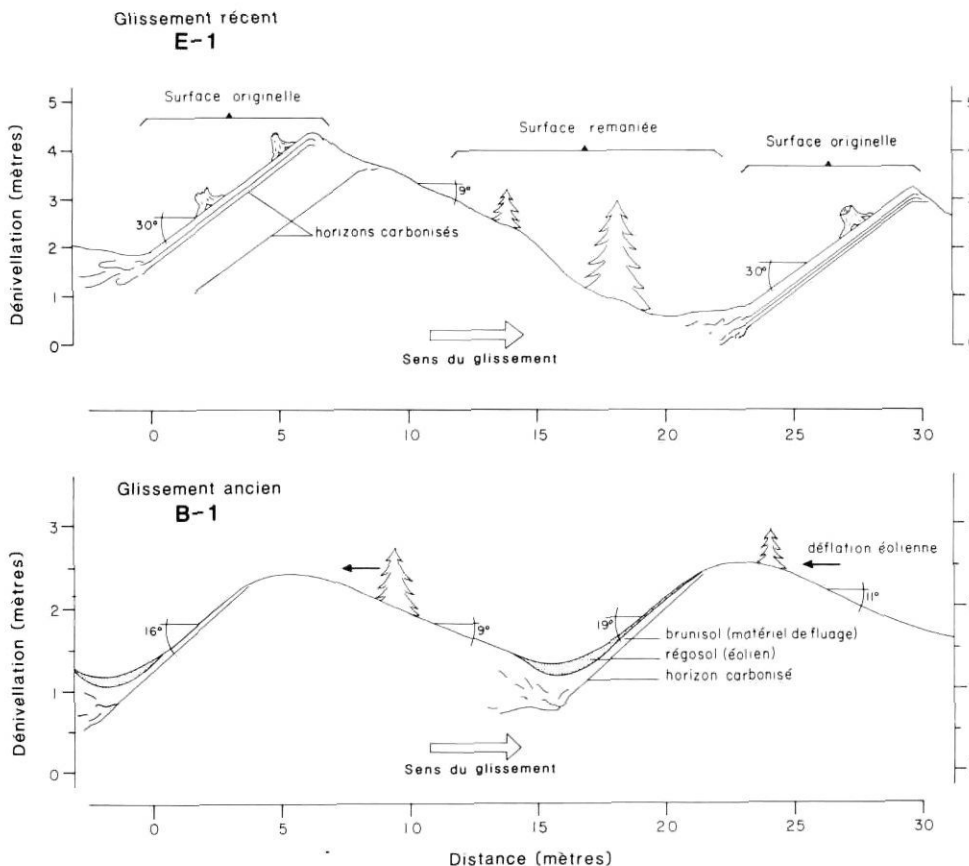 Glissement récent
E-1
Surface originelle
Surface remaniée
Surface originelle
30°
horizons carbonisés
9°
30°
Sens du glissement
Dénivellation (mètres)
5
4
3
2
1
0
5
4
0 5 10 15 20 25 30
Glissement ancien
B-1
déflation éolienne
16°
9°
19°
11°
brunisol (matériel de fluage)
régosol (éolien)
horizon carbonisé
Sens du glissement
Dénivellation (mètres)
3
2
1
0
0 5 10 15 20 25 30
Distance (mètres)